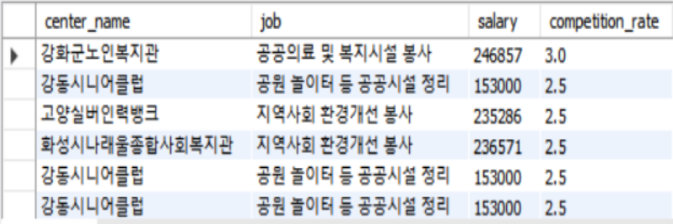 center_name job salary competition_rate
강화군노인복지관 공공의료 및 복지시설 봉사 246857 3.0
강동시니어클럽 공원 놀이터 등 공공시설 정리 153000 2.5
고양실버인력뱅크 지역사회 환경개선 봉사 235286 2.5
화성시나래울종합사회복지관 지역사회 환경개선 봉사 236571 2.5
강동시니어클럽 공원 놀이터 등 공공시설 정리 153000 2.5
강동시니어클럽 공원 놀이터 등 공공시설 정리 153000 2.5